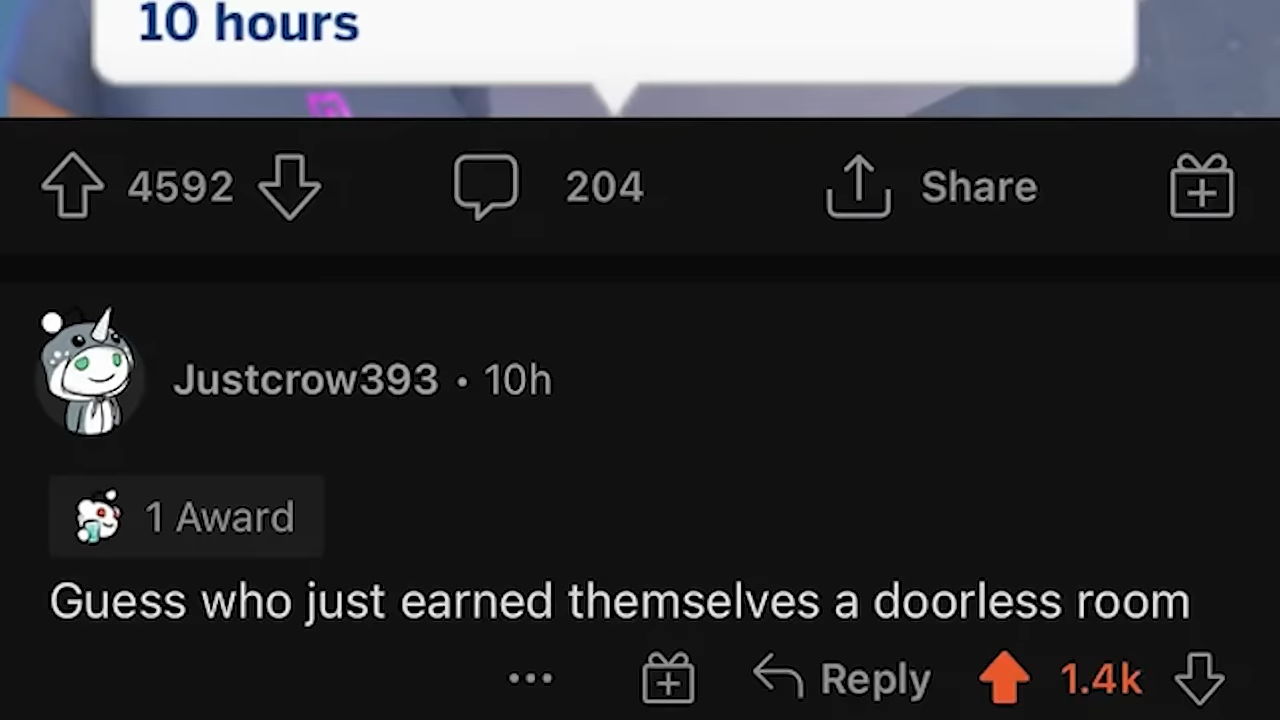 10 hours
4592 204 Share
Justcrow393 • 10h
1 Award
Guess who just earned themselves a doorless room
... Reply 1.4k